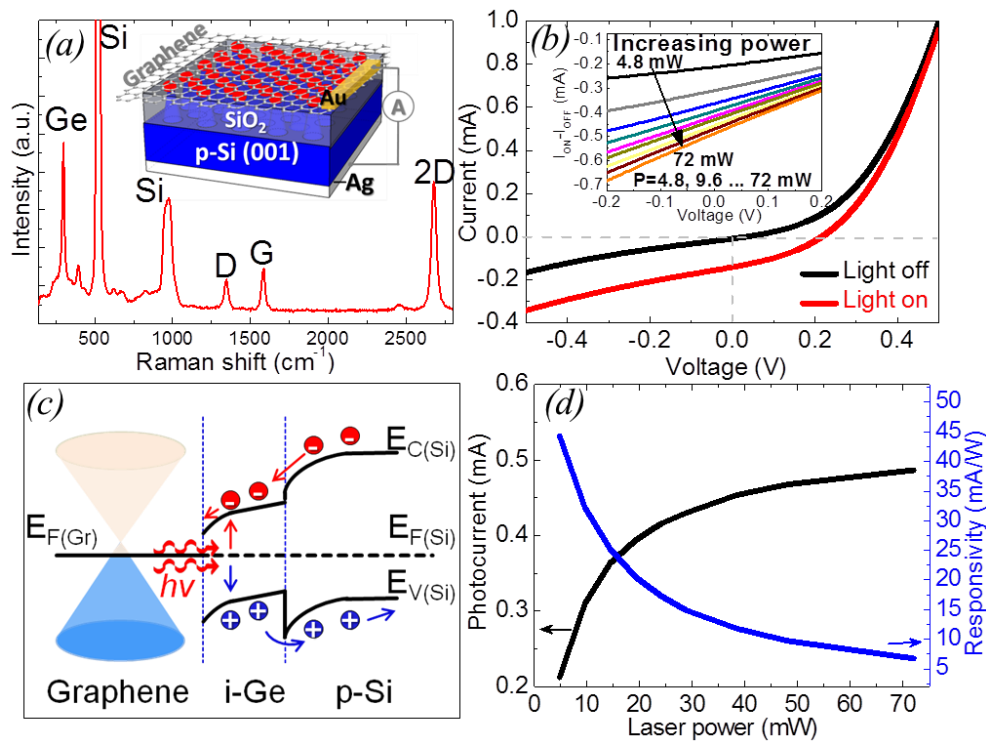 (a)
Si
Ge
Si
D
G
2D
Graphene
Au
A
SiO2
p-Si (001)
Ag
Intensity (a.u.)
500 1000 1500 2000 2500
Raman shift (cm-1)
(b)
1.0
0.8
0.6
0.4
0.2
0.0
-0.2
-0.4
Current (mA)
-0.4 -0.2 0.0 0.2 0.4
Voltage (V)
Light off
Light on
-0.1
-0.2
-0.3
-0.4
-0.5
-0.6
-0.7
ION-IOFF (mA)
Increasing power
4.8 mW
72 mW
P=4.8, 9.6 ... 72 mW
-0.2 -0.1 0.0 0.1 0.2
Voltage (V)
(c)
EC(Si)
EF(Gr)
EF(Si)
hν
EV(Si)
- - - - -
+ + + +
Graphene i-Ge p-Si
(d)
0.6
0.5
0.4
0.3
0.2
Photocurrent (mA)
50
45
40
35
30
25
20
15
10
5
Responsivity (mA/W)
0 10 20 30 40 50 60 70
Laser power (mW)